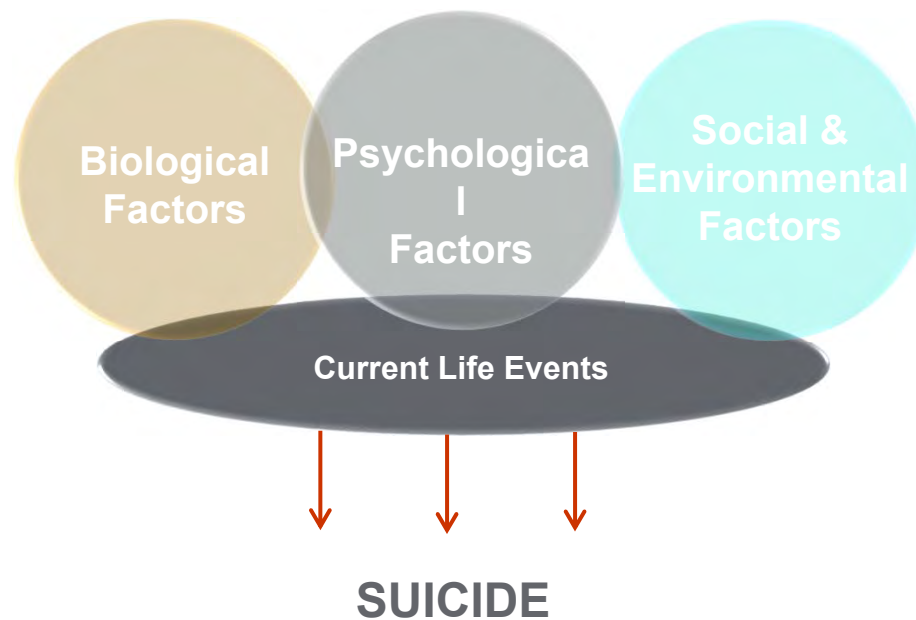 Biological
Factors
Psychologica
l
Factors
Social &
Environmental
Factors
Current Life Events
SUICIDE